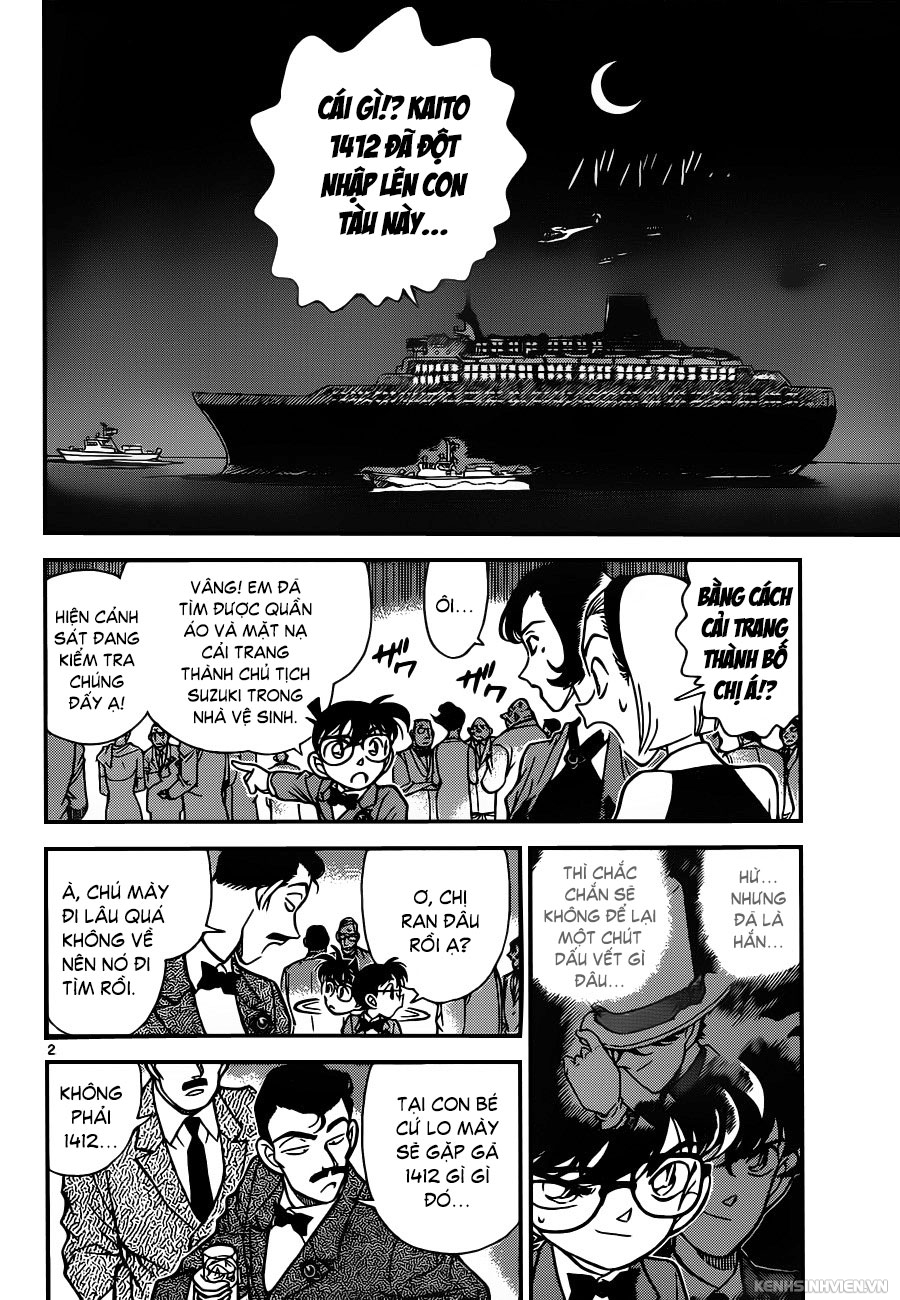 CÁI GÌ!? KAITO
1412 ĐÃ ĐỘT
NHẬP LÊN CON
TÀU NÀY...
BẰNG CÁCH
CẢI TRANG
THÀNH BỐ
CHỊ Á!?
ÔI...
VÂNG! EM ĐÃ
TÌM ĐƯỢC QUẦN
ÁO VÀ MẶT NẠ
CẢI TRANG
THÀNH CHỦ TỊCH
SUZUKI TRONG
NHÀ VỆ SINH.
HIỆN CẢNH
SÁT ĐANG
KIỂM TRA
CHÚNG
ĐẤY Ạ!
ザワ
ザワ
HỪ...
NHƯNG
ĐÃ LÀ
HẮN...
THÌ CHẮC
CHẮN SẼ
KHÔNG ĐỂ LẠI
MỘT CHÚT
DẤU VẾT GÌ
ĐÂU...
Ơ, CHỊ
RAN ĐÂU
RỒI Ạ?
À, CHÚ MÀY
ĐI LÂU QUÁ
KHÔNG VỀ
NÊN NÓ ĐI
TÌM RỒI.
2
TẠI CON BÉ
CỨ LO MÀY
SẼ GẶP GÃ
1412 GÌ GÌ
ĐÓ...
KHÔNG
PHẢI
1412...
KENHSINHVIEN.VN